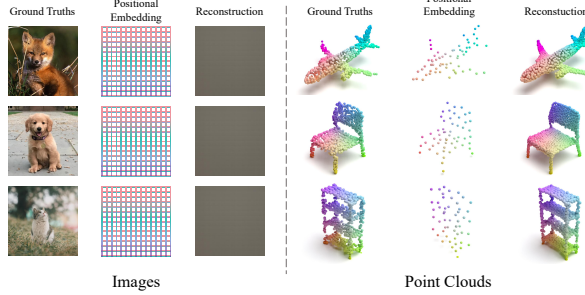 Ground Truths
Positional
Embedding
Reconstruction
Ground Truths
Positional
Embedding
Reconstruction
Images
Point Clouds